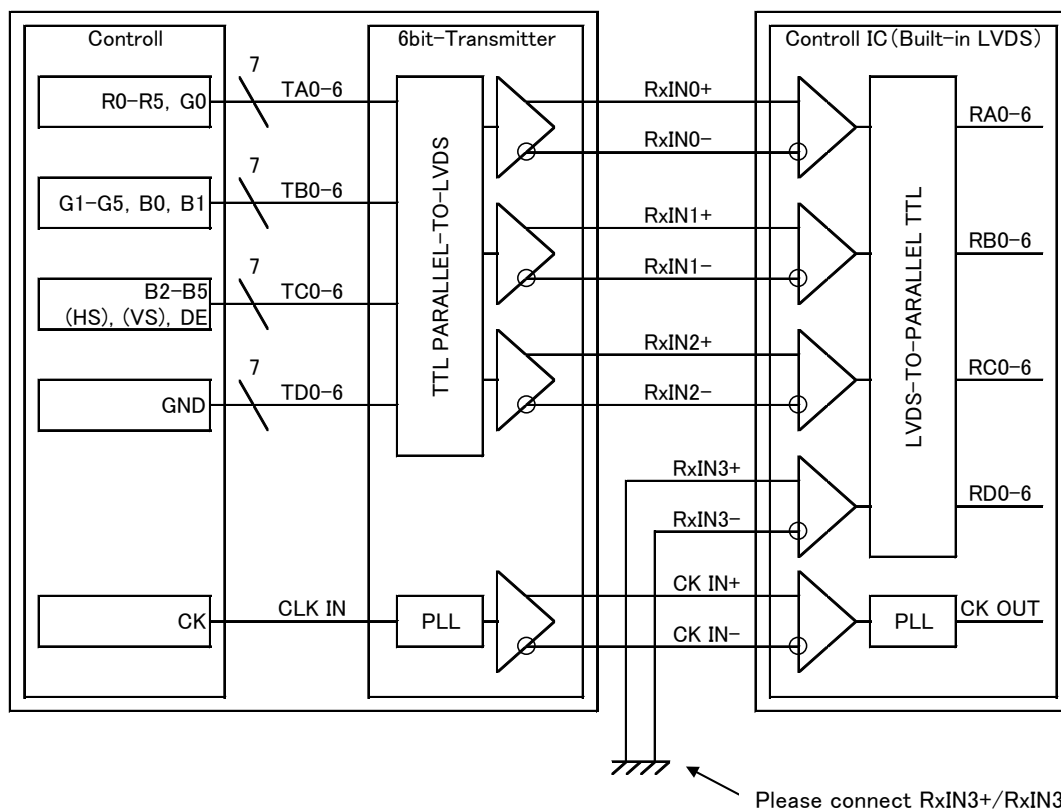 Controll
6bit-Transmitter
Controll IC(Built-in LVDS)
R0-R5, G0
7
TA0-6
RxIN0+
RxIN0-
RA0-6
G1-G5, B0, B1
7
TB0-6
RxIN1+
RxIN1-
RB0-6
B2-B5
(HS), (VS), DE
7
TC0-6
RxIN2+
RxIN2-
RC0-6
GND
7
TD0-6
TTL PARALLEL-TO-LVDS
LVDS-TO-PARALLEL TTL
RxIN3+
RxIN3-
RD0-6
CK
CLK IN
PLL
CK IN+
CK IN-
PLL
CK OUT
Please connect RxIN3+/RxIN3